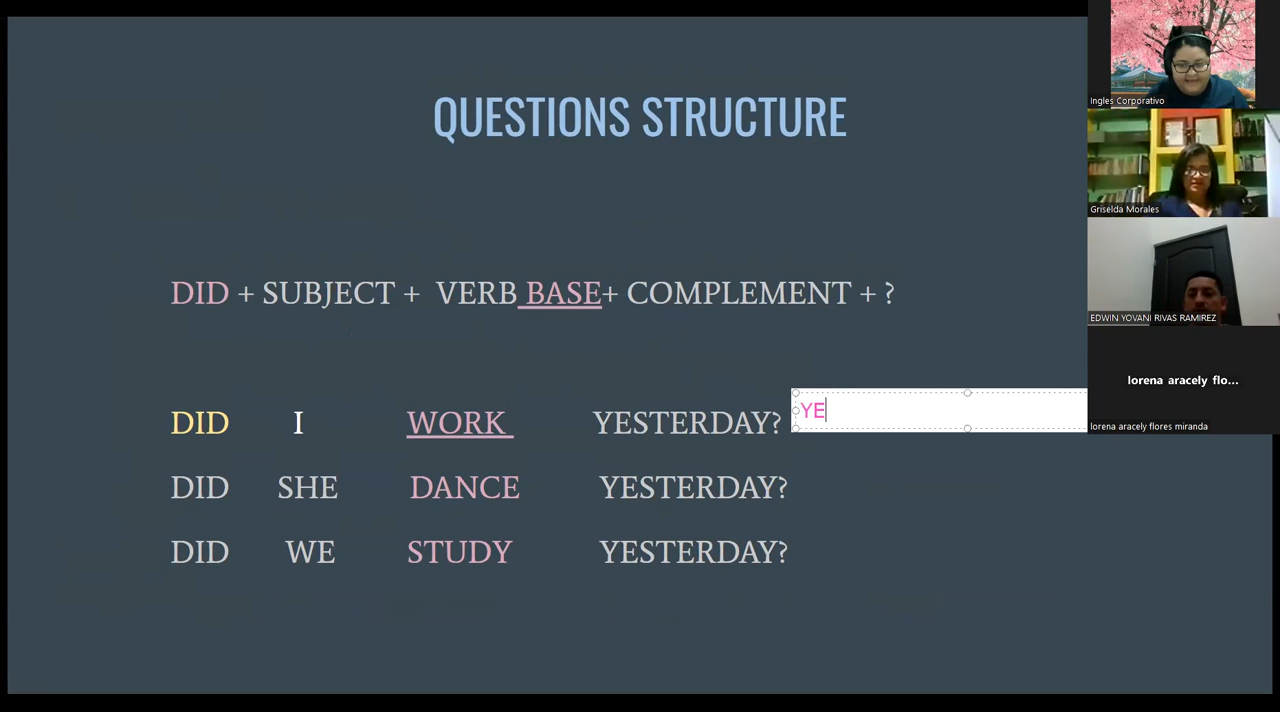 QUESTIONS STRUCTURE
DID + SUBJECT + VERB BASE+ COMPLEMENT + ?
DID I WORK YESTERDAY? YE
DID SHE DANCE YESTERDAY?
DID WE STUDY YESTERDAY?
Ingles Corporativo
Griselda Morales
EDWIN YOVANI RIVAS RAMIREZ
lorena aracely flo...
lorena aracely flores miranda